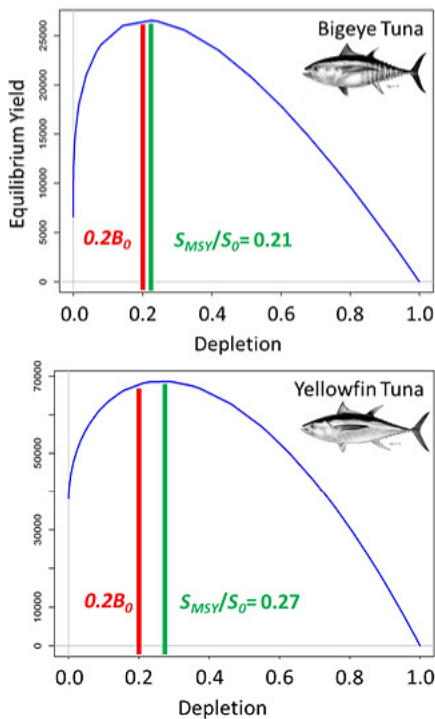 Bigeye Tuna
Equilibrium Yield
25000
20000
15000
10000
5000
0
0.2B₀
S_MSY/S₀= 0.21
0.0 0.2 0.4 0.6 0.8 1.0
Depletion
Yellowfin Tuna
70000
50000
30000
10000
0
0.2B₀
S_MSY/S₀= 0.27
0.0 0.2 0.4 0.6 0.8 1.0
Depletion